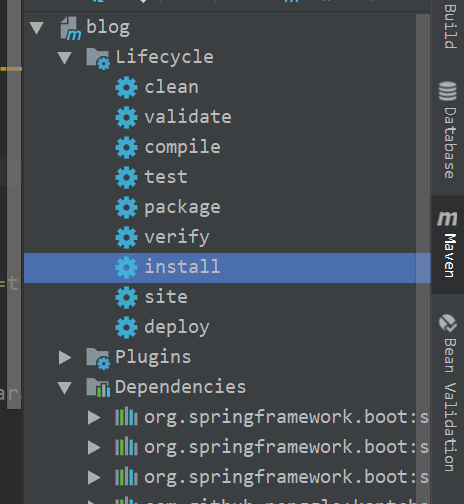 blog
Lifecycle
clean
validate
compile
test
package
verify
install
site
deploy
Plugins
Dependencies
org.springframework.boot:s
org.springframework.boot:s
org.springframework.boot:s
Build
Database
Maven
Bean Validation